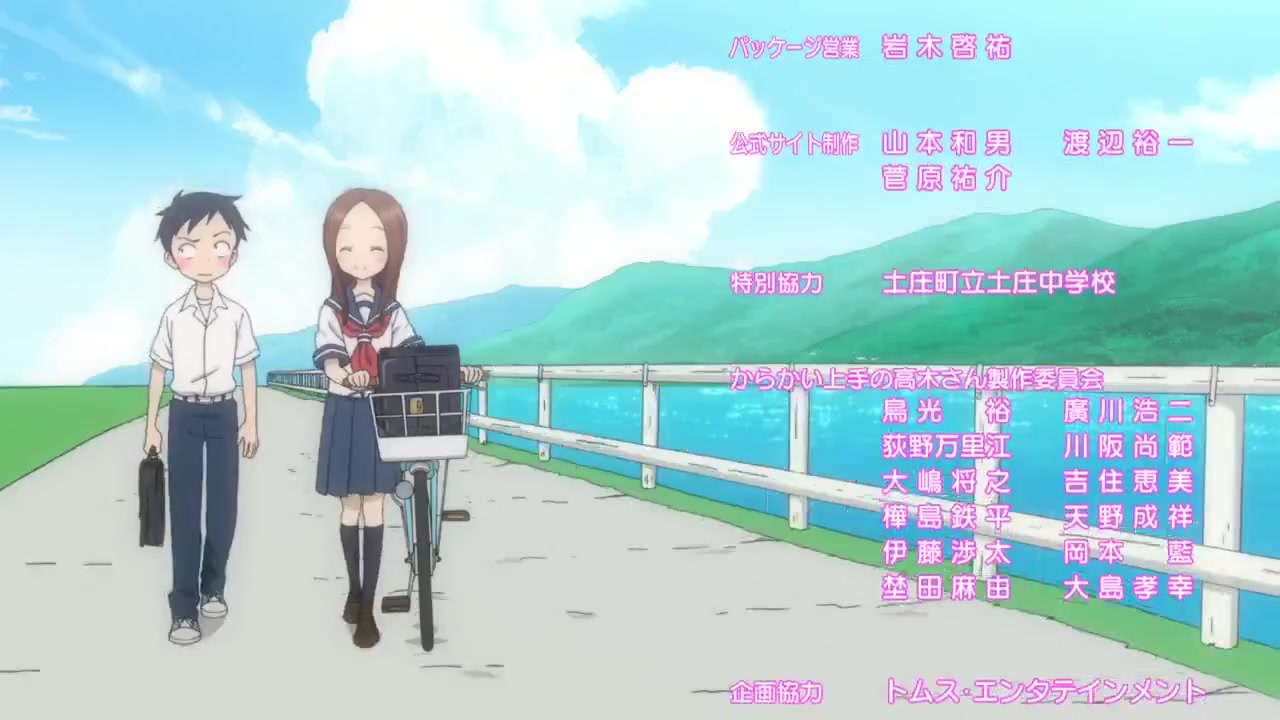 パッケージ営業 岩木啓祐
公式サイト制作 山本和男 渡辺裕一
菅原祐介
特別協力 土庄町立土庄中学校
からかい上手の高木さん製作委員会
鳥光 裕 廣川浩二
荻野万里江 川阪尚範
大嶋将之 吉住恵美
樺島鉄平 天野成祥
伊藤渉太 岡本 藍
埜田麻由 大島孝幸
企画協力 トムス・エンタテインメント